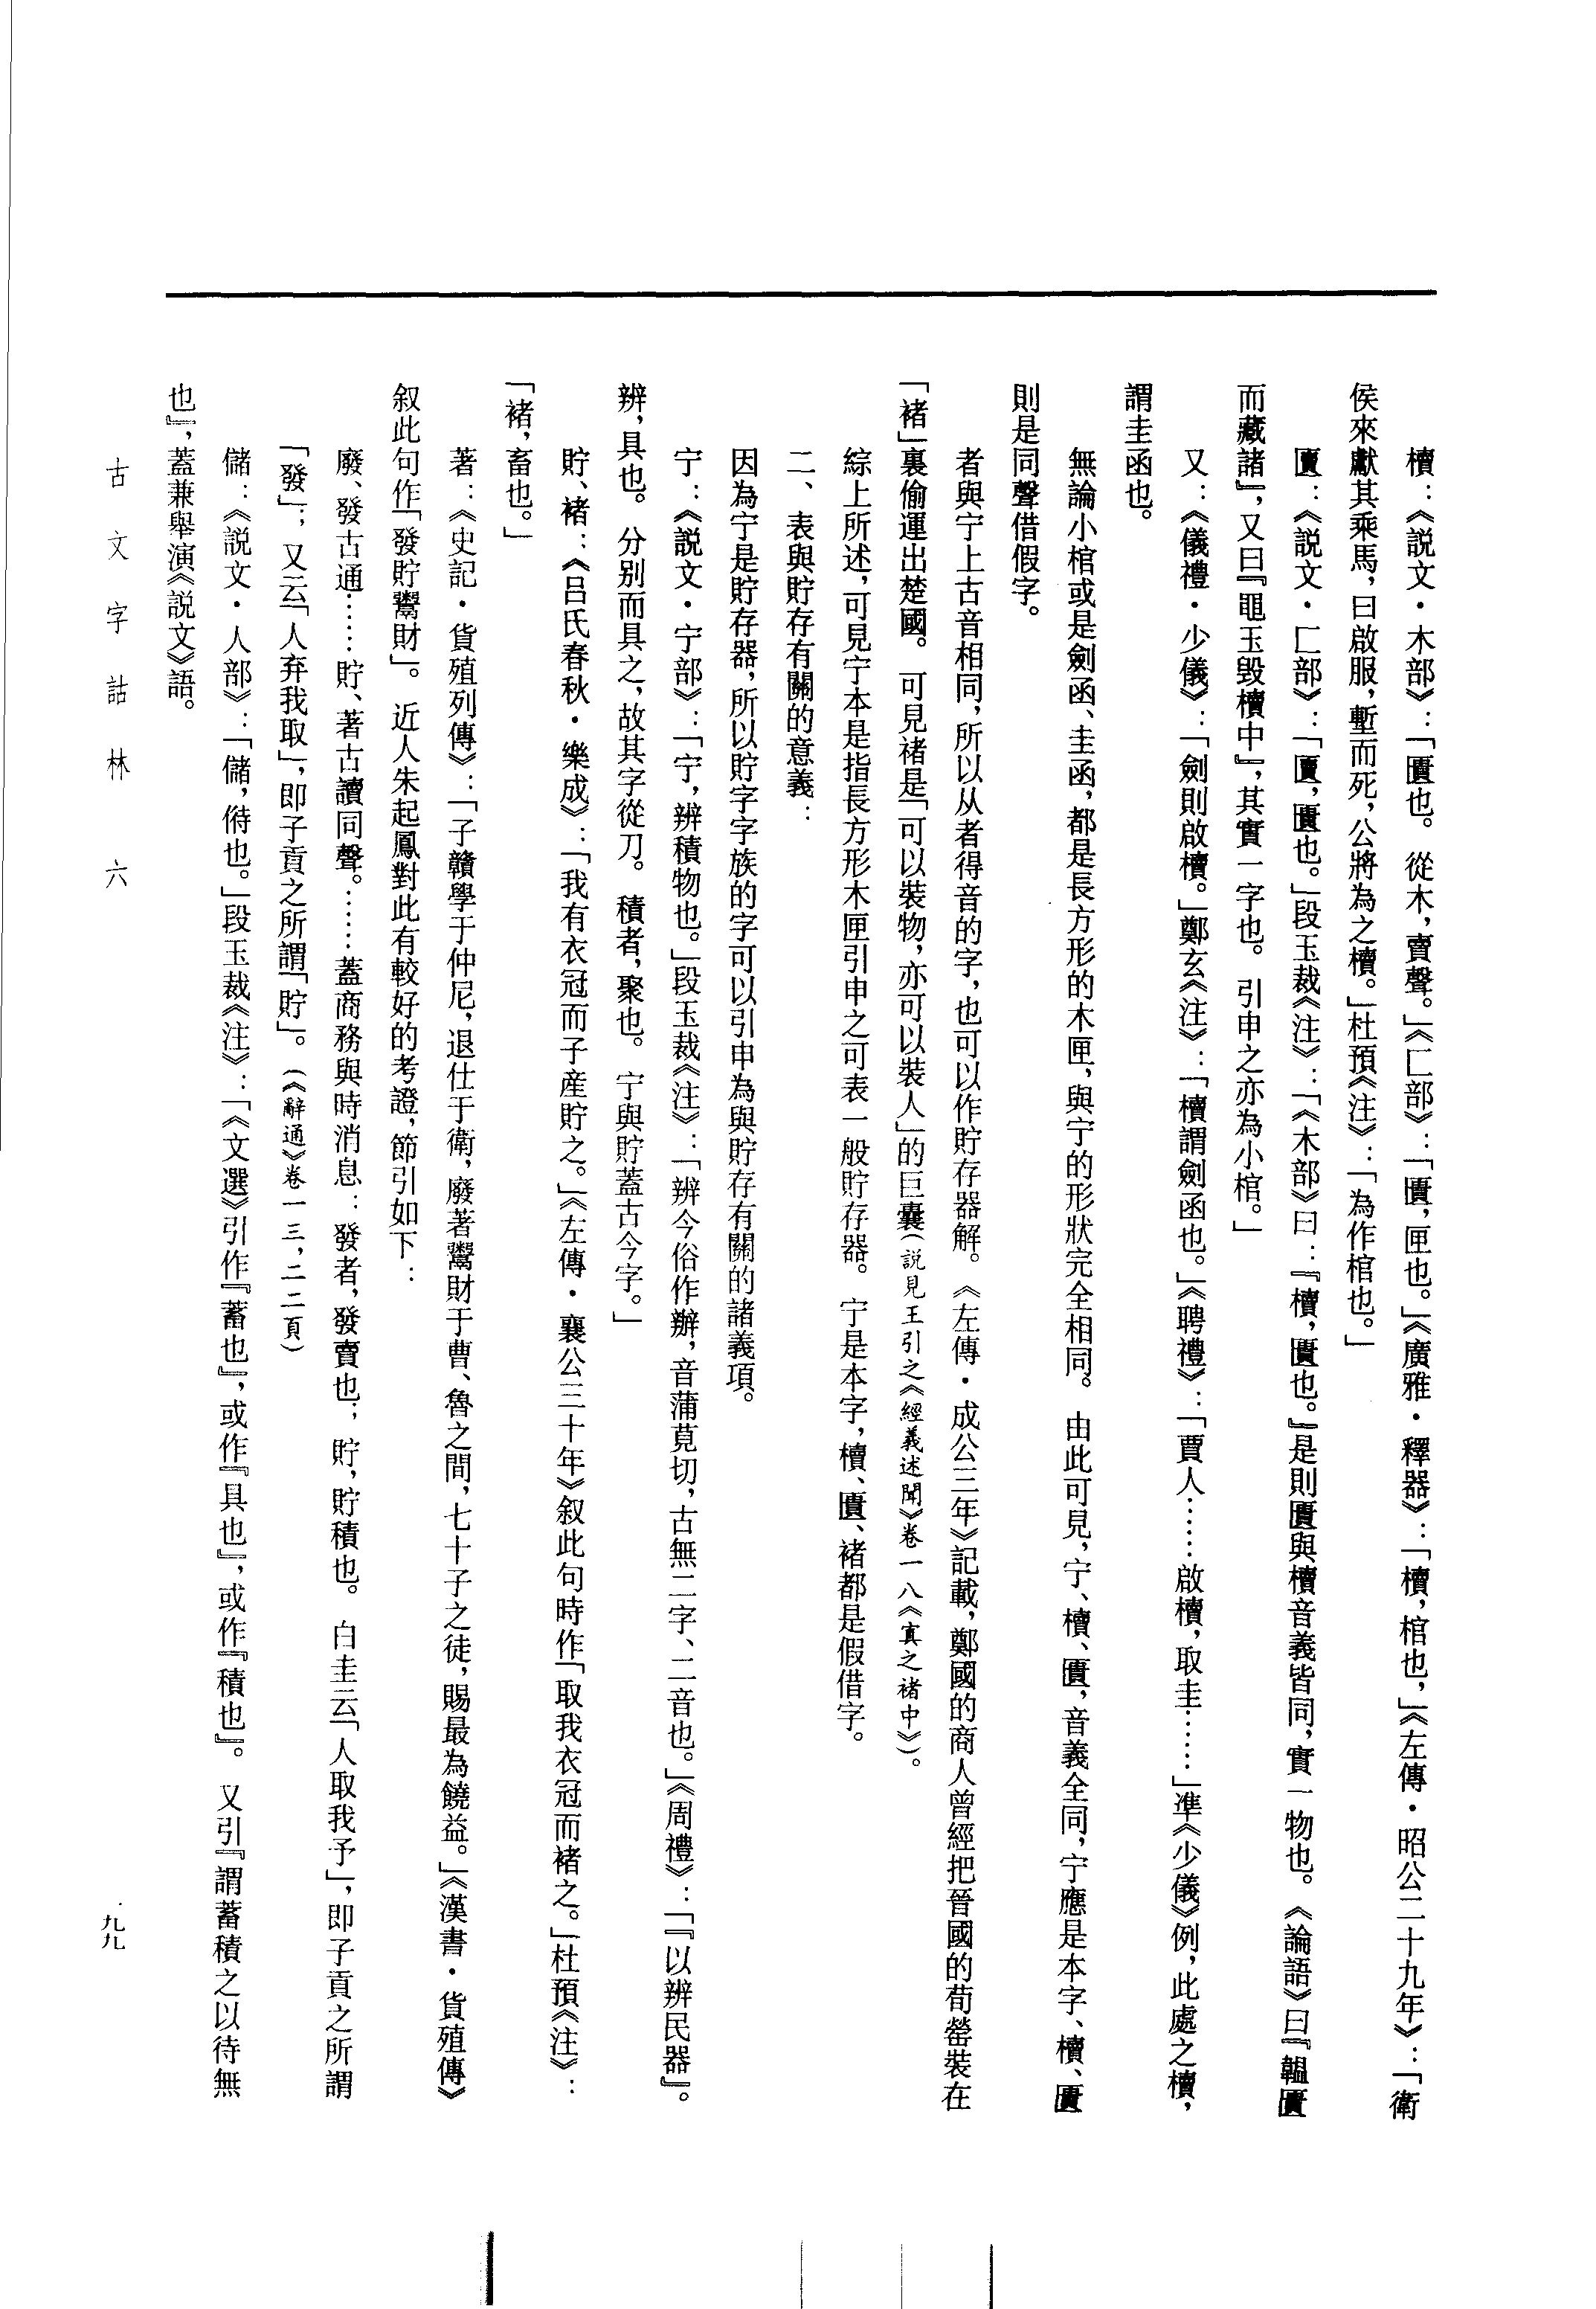 櫝：《説文·木部》：「匵也。從木，賣聲。」《匚部》：「匵，匣也。」《廣雅·釋器》：「櫝，棺也，」《左傳·昭公二十九年》：「衛
侯來獻其乘馬，曰啟服，塹而死，公將為之櫝。」杜預《注》：「為作棺也。」
匵：《説文·匚部》：「匵，匱也。」段玉裁《注》：「《木部》曰：『櫝，匱也。』是則匵與櫝音義皆同，實一物也。《論語》曰『韞匵
而藏諸』，又曰『龜玉毀櫝中』，其實一字也。引申之亦為小棺。」
又：《儀禮·少儀》：「劍則啟櫝。」鄭玄《注》：「櫝謂劍函也。」《聘禮》：「賈人……啟櫝，取圭……」準《少儀》例，此處之櫝，
謂圭函也。
無論小棺或是劍函、圭函，都是長方形的木匣，與宁的形狀完全相同。由此可見，宁、櫝、匵，音義全同，宁應是本字、櫝、匵
則是同聲借假字。
者與宁上古音相同，所以从者得音的字，也可以作貯存器解。《左傳·成公三年》記載，鄭國的商人曾經把晉國的荀罃裝在
「褚」裏偷運出楚國。可見褚是「可以裝物，亦可以裝人」的巨囊（説見王引之《經義述聞》卷一八《寘之褚中》）。
綜上所述，可見宁本是指長方形木匣引申之可表一般貯存器。宁是本字，櫝、匵、褚都是假借字。
二、表與貯存有關的意義：
因為宁是貯存器，所以貯字字族的字可以引申為與貯存有關的諸義項。
宁：《説文·宁部》：「宁，辨積物也。」段玉裁《注》：「辨今俗作辦，音蒲莧切，古無二字、二音也。」《周禮》：「『以辨民器』。
辨，具也。分别而具之，故其字從刀。積者，聚也。宁與貯蓋古今字。」
貯、褚：《吕氏春秋·樂成》：「我有衣冠而子産貯之。」《左傳·襄公三十年》叙此句時作「取我衣冠而褚之。」杜預《注》：
「褚，畜也。」
著：《史記·貨殖列傳》：「子贛學于仲尼，退仕于衛，廢著鬻財于曹、魯之間，七十子之徒，賜最為饒益。」《漢書·貨殖傳》
叙此句作「發貯鬻財」。近人朱起鳳對此有較好的考證，節引如下：
廢、發古通……貯、著古讀同聲。……蓋商務與時消息：發者，發賣也；貯，貯積也。白圭云「人取我予」，即子貢之所謂
「發」；又云「人弃我取」，即子貢之所謂「貯」。（《辭通》卷一三，二二頁）
儲：《説文·人部》：「儲，偫也。」段玉裁《注》：「《文選》引作『蓄也』，或作『具也』，或作『積也』。又引『謂蓄積之以待無
也』，蓋兼舉演《説文》語。
古文字詁林 六
九九